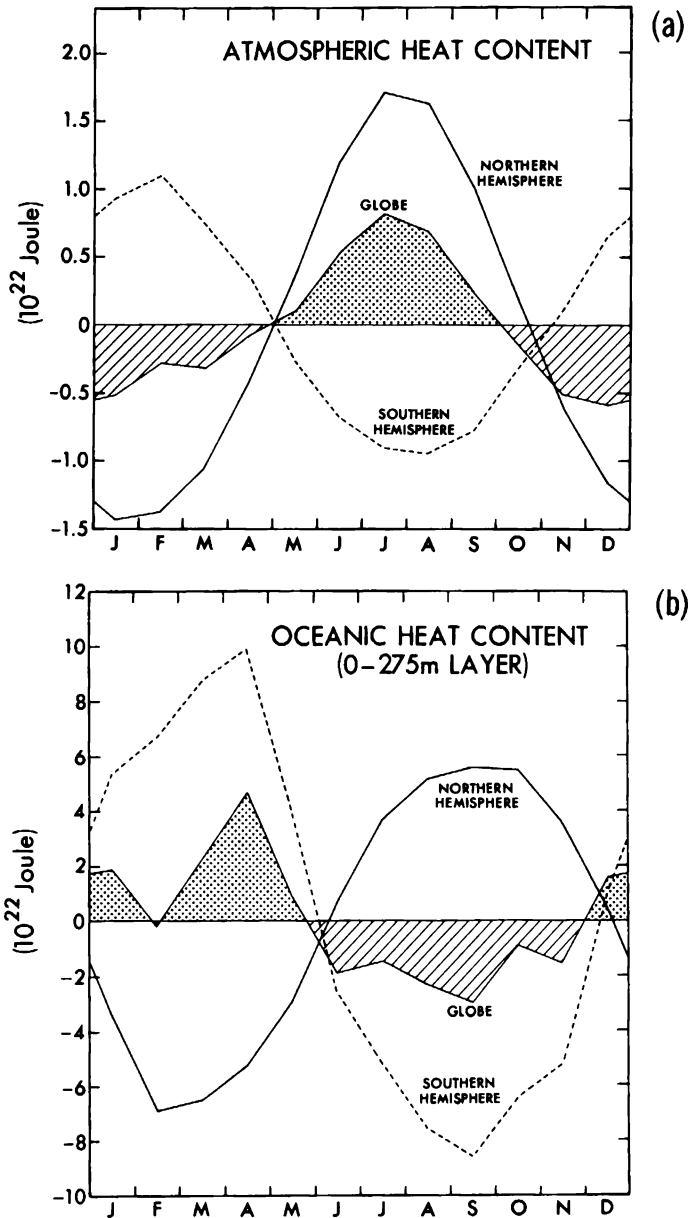 (a)
ATMOSPHERIC HEAT CONTENT
2.0
1.5
1.0
0.5
0
-0.5
-1.0
-1.5
(10²² Joule)
NORTHERN
HEMISPHERE
GLOBE
SOUTHERN
HEMISPHERE
J F M A M J J A S O N D
(b)
OCEANIC HEAT CONTENT
(0-275m LAYER)
12
10
8
6
4
2
0
-2
-4
-6
-8
-10
(10²² Joule)
NORTHERN
HEMISPHERE
GLOBE
SOUTHERN
HEMISPHERE
J F M A M J J A S O N D